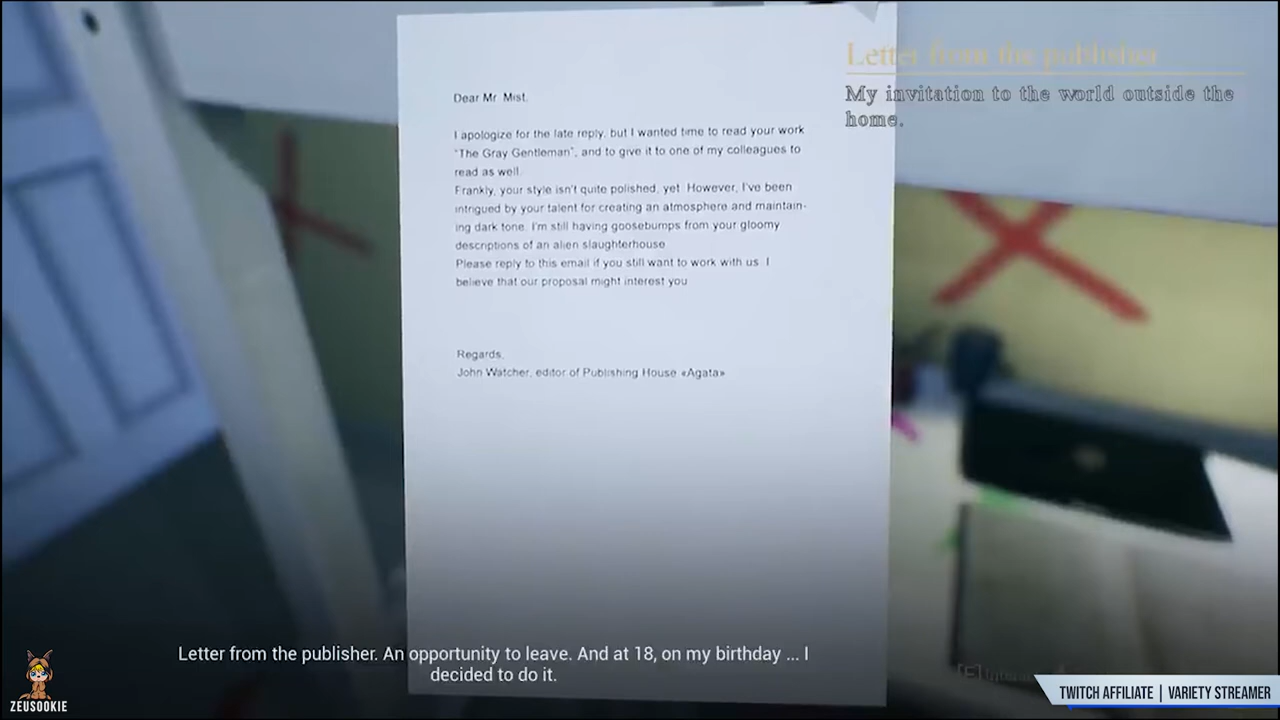 Letter from the publisher
My invitation to the world outside the
home.
Dear Mr. Mist.
I apologize for the late reply, but I wanted time to read your work
"The Gray Gentleman", and to give it to one of my colleagues to
read as well.
Frankly, your style isn't quite polished, yet. However, I've been
intrigued by your talent for creating an atmosphere and maintain-
ing dark tone. I'm still having goosebumps from your gloomy
descriptions of an alien slaughterhouse
Please reply to this email if you still want to work with us. I
believe that our proposal might interest you
Regards,
John Watcher, editor of Publishing House «Agata»
Letter from the publisher. An opportunity to leave. And at 18, on my birthday ... I
decided to do it.
[E]
ZEUSOOKIE
TWITCH AFFILIATE | VARIETY STREAMER